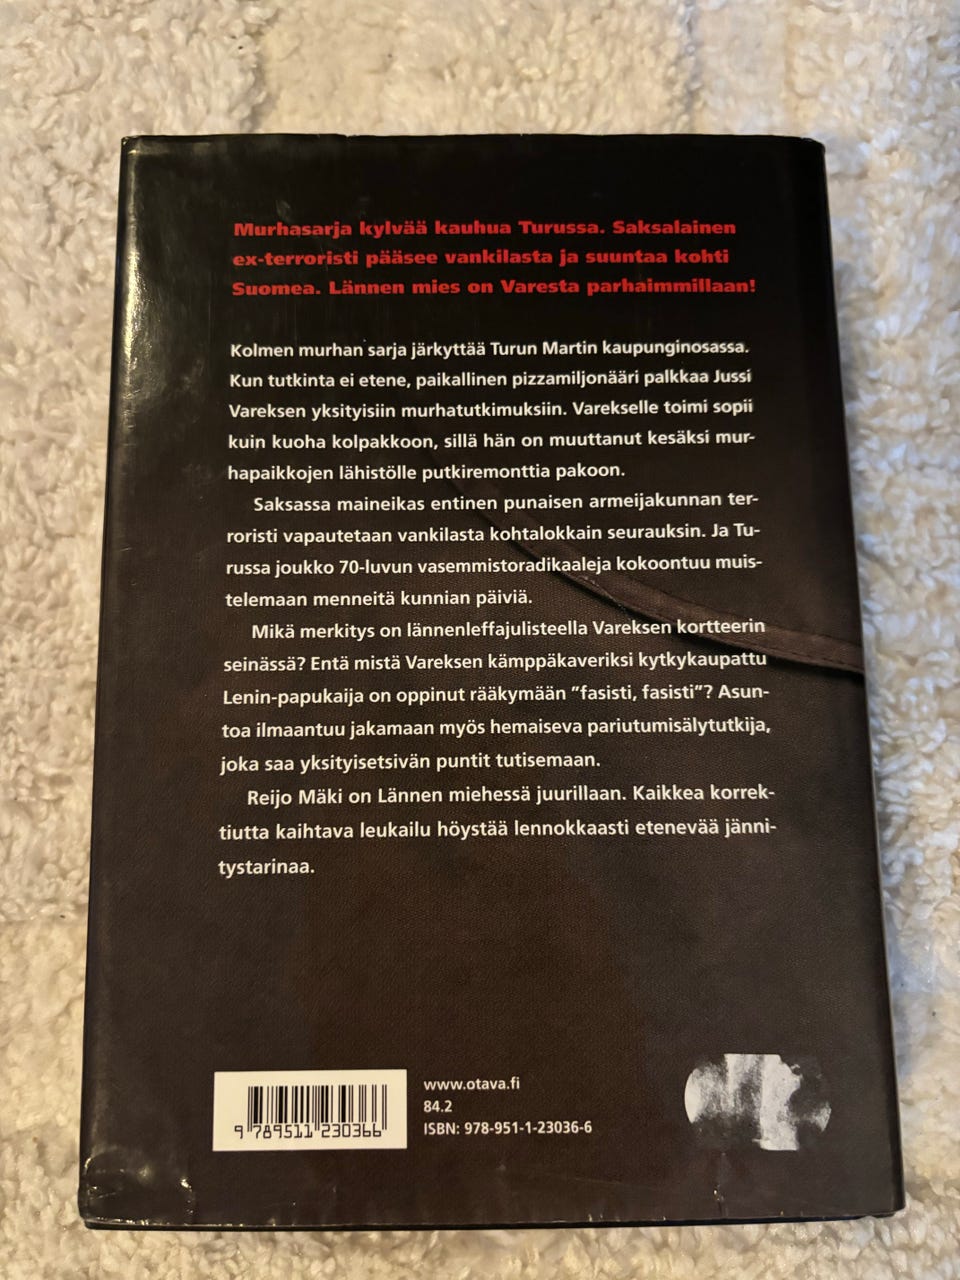 Murhasarja kylvää kauhua Turussa. Saksalainen
ex-terroristi pääsee vankilasta ja suuntaa kohti
Suomea. Lännen mies on Varesta parhaimmillaan!
Kolmen murhan sarja järkyttää Turun Martin kaupunginosassa.
Kun tutkinta ei etene, paikallinen pizzamiljonääri palkkaa Jussi
Vareksen yksityisiin murhatutkimuksiin. Varekselle toimi sopii
kuin kuoha kolpakkoon, sillä hän on muuttanut kesäksi mur-
hapaikkojen lähistölle putkiremonttia pakoon.
Saksassa maineikas entinen punaisen armeijakunnan ter-
roristi vapautetaan vankilasta kohtalokkain seurauksin. Ja Tu-
russa joukko 70-luvun vasemmistoradikaaleja kokoontuu muis-
telemaan menneitä kunnian päiviä.
Mikä merkitys on lännenleffajulisteella Vareksen kortteerin
seinässä? Entä mistä Vareksen kämppäkaveriksi kytkykaupattu
Lenin-papukaija on oppinut rääkymään ”fasisti, fasisti”? Asun-
toa ilmaantuu jakamaan myös hemaiseva pariutumisälytutkija,
joka saa yksityisetsivän puntit tutisemaan.
Reijo Mäki on Lännen miehessä juurillaan. Kaikkea korrek-
tiutta kaihtava leukailu höystää lennokkaasti etenevää jänni-
tystarinaa.
www.otava.fi
84.2
ISBN: 978-951-1-23036-6
9 789511 230366